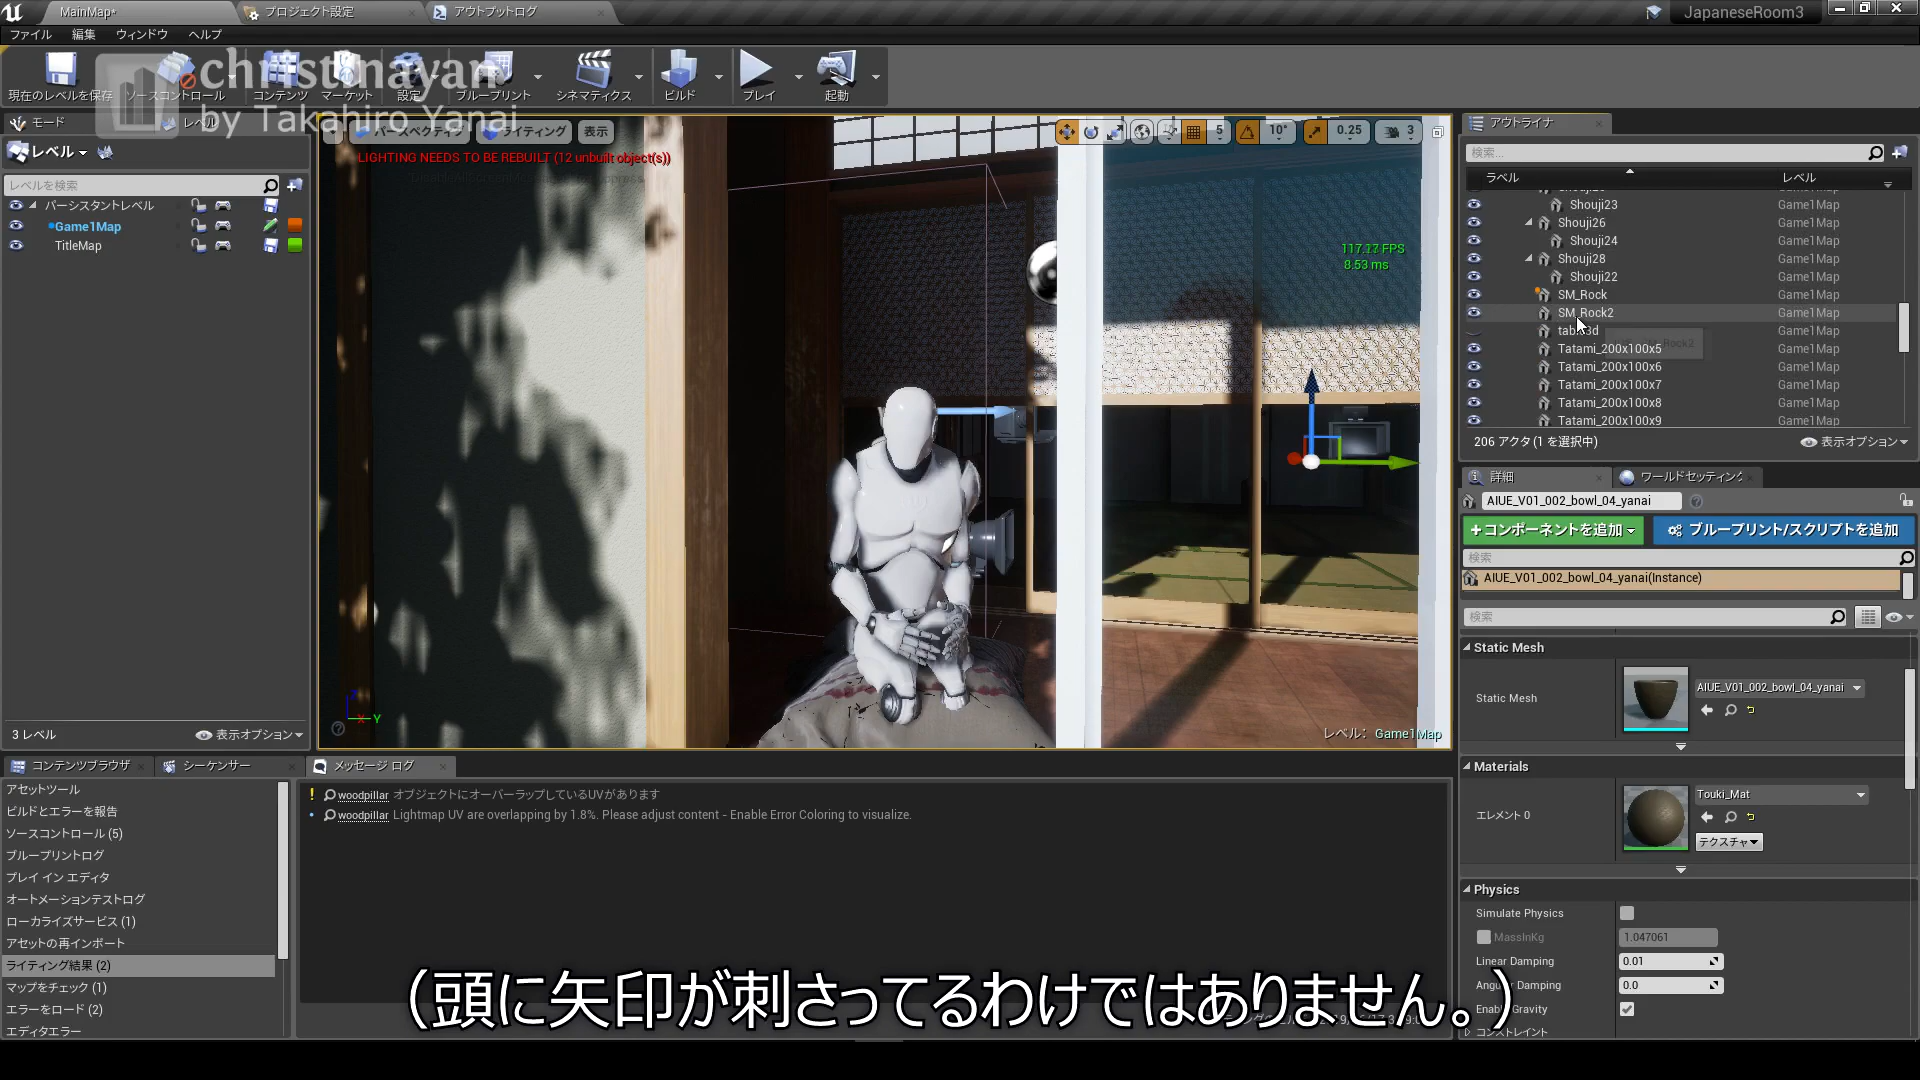 MainMap*
プロジェクト設定
アウトプットログ
JapaneseRoom3
ファイル 編集 ウィンドウ ヘルプ
christinayan
by Takahiro Yanai
現在のレベルを保存 ソースコントロール コンテンツ マーケット 設定 ブループリント シネマティクス ビルド プレイ 起動
モード
レベル
レベル
レベルを検索
パーシスタントレベル
Game1Map
TitleMap
3 レベル
表示オプション
パースペクティブ ライティング 表示
5 10° 0.25 3
LIGHTING NEEDS TO BE REBUILT (12 unbuilt object(s))
117.17 FPS
8.53 ms
X Y
レベル: Game1Map
アウトライナ
検索...
ラベル レベル
Shouji23 Game1Map
Shouji26 Game1Map
Shouji24 Game1Map
Shouji28 Game1Map
Shouji22 Game1Map
SM_Rock Game1Map
SM_Rock2 Game1Map
Game1Map
Tatami_200x100x5 Game1Map
Tatami_200x100x6 Game1Map
Tatami_200x100x7 Game1Map
Tatami_200x100x8 Game1Map
Tatami_200x100x9 Game1Map
206 アクタ (1 を選択中)
表示オプション
詳細
ワールドセッティング
AIUE_V01_002_bowl_04_yanai
+コンポーネントを追加
ブループリント/スクリプトを追加
検索
AIUE_V01_002_bowl_04_yanai(Instance)
検索
Static Mesh
Static Mesh
AIUE_V01_002_bowl_04_yanai
Materials
エレメント 0
Touki_Mat
テクスチャ
Physics
Simulate Physics
MassInKg 1.047061
Linear Damping 0.01
Angular Damping 0.0
Enable Gravity
コンストレイント
コンテンツブラウザ
シーケンサー
メッセージ ログ
アセットツール
ビルドとエラーを報告
ソースコントロール (5)
ブループリントログ
プレイ イン エディタ
オートメーションテストログ
ローカライズサービス (1)
アセットの再インポート
ライティング結果 (2)
マップをチェック (1)
エラーをロード (2)
エディタエラー
woodpillar オブジェクトにオーバーラップしているUVがあります
woodpillar Lightmap UV are overlapping by 1.8%. Please adjust content - Enable Error Coloring to visualize.
（頭に矢印が刺さってるわけではありません。）